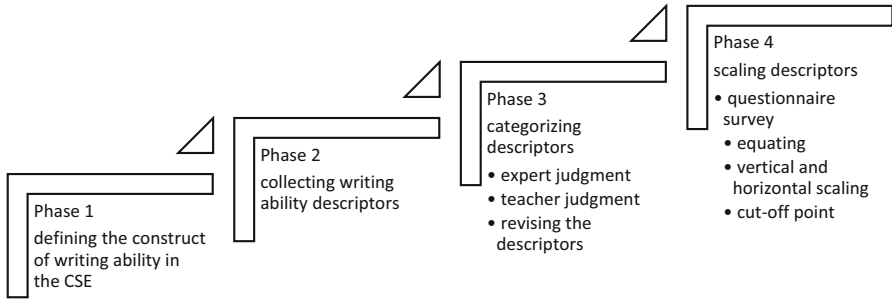 Phase 1
defining the construct
of writing ability in
the CSE
Phase 2
collecting writing
ability descriptors
Phase 3
categorizing
descriptors
• expert judgment
• teacher judgment
• revising the
descriptors
Phase 4
scaling descriptors
• questionnaire
survey
• equating
• vertical and
horizontal scaling
• cut-off point